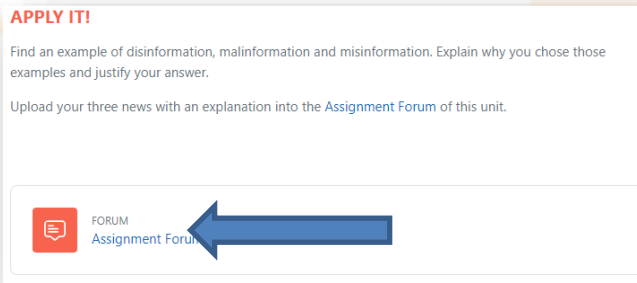 APPLY IT!
Find an example of disinformation, malinformation and misinformation. Explain why you chose those
examples and justify your answer.
Upload your three news with an explanation into the Assignment Forum of this unit.
FORUM
Assignment Forum